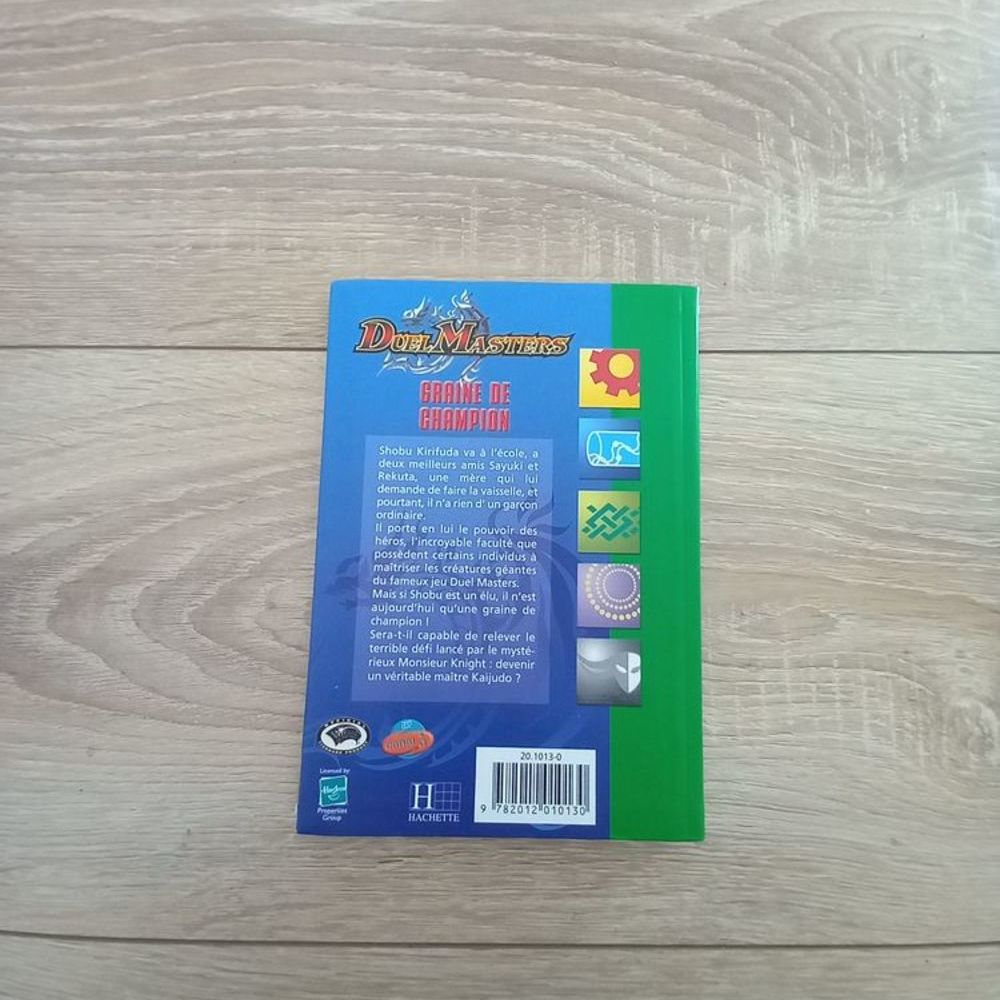 DUEL MASTERS
GRAINE DE
CHAMPION
Shobu Kirifuda va à l'école, a
deux meilleurs amis Sayuki et
Rekuta, une mère qui lui
demande de faire la vaisselle, et
pourtant, il n'a rien d' un garçon
ordinaire.
Il porte en lui le pouvoir des
héros, l'incroyable faculté que
possèdent certains individus à
maîtriser les créatures géantes
du fameux jeu Duel Masters.
Mais si Shobu est un élu, il n'est
aujourd'hui qu'une graine de
champion !
Sera-t-il capable de relever le
terrible défi lancé par le mysté-
rieux Monsieur Knight : devenir
un véritable maître Kaijudo ?
Licensed by
Hasbro
Properties
Group
H
HACHETTE
20.1013-0
9 782012 010130